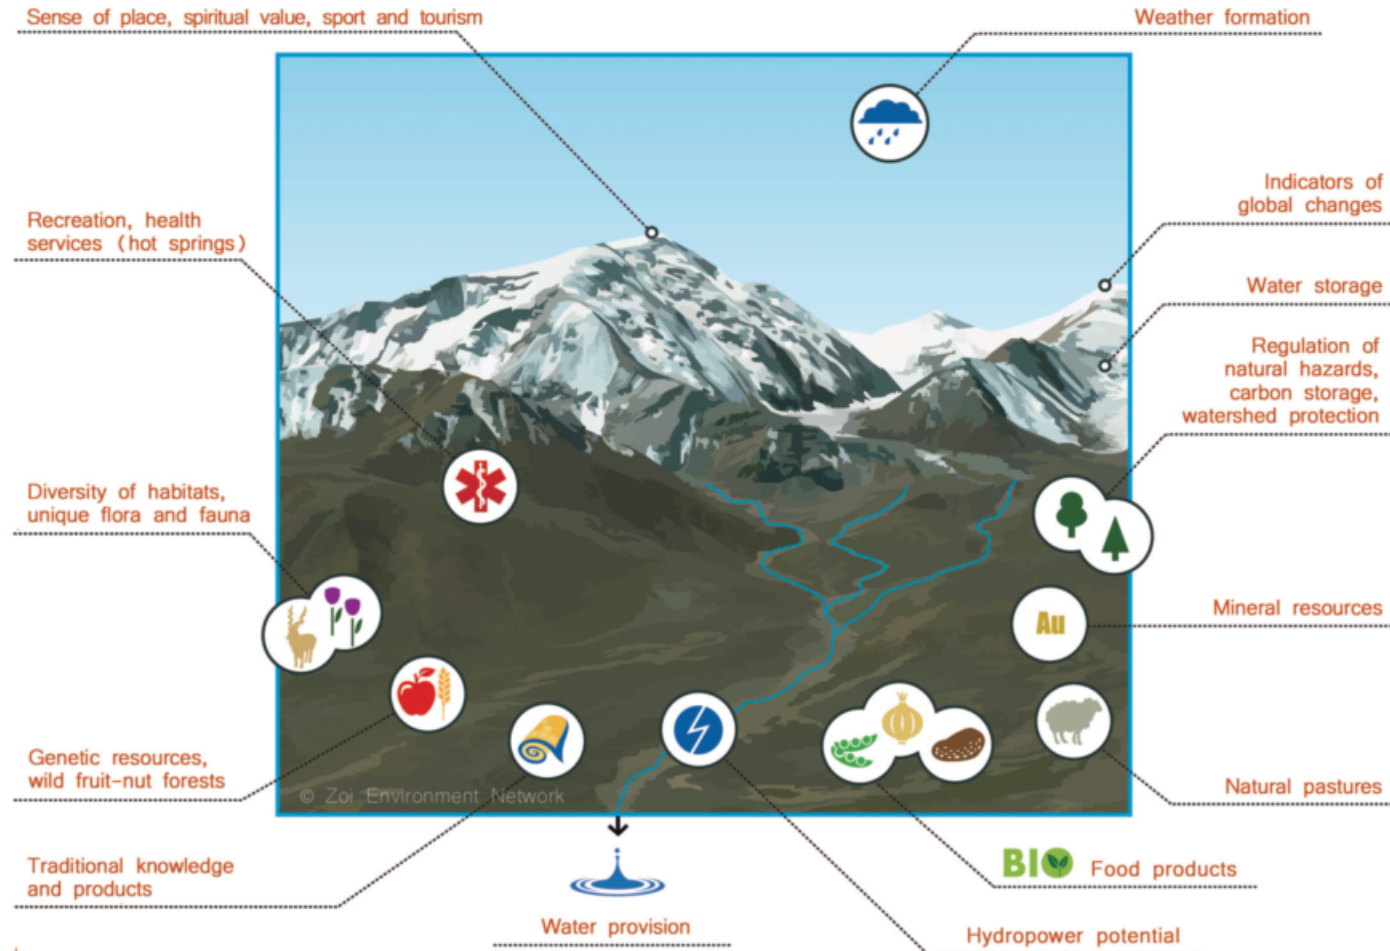 Sense of place, spiritual value, sport and tourism
Weather formation
Indicators of
global changes
Recreation, health
services (hot springs)
Water storage
Regulation of
natural hazards,
carbon storage,
watershed protection
Diversity of habitats,
unique flora and fauna
Au
Mineral resources
Genetic resources,
wild fruit-nut forests
Natural pastures
© Zoi Environment Network
Traditional knowledge
and products
BIO Food products
Water provision
Hydropower potential